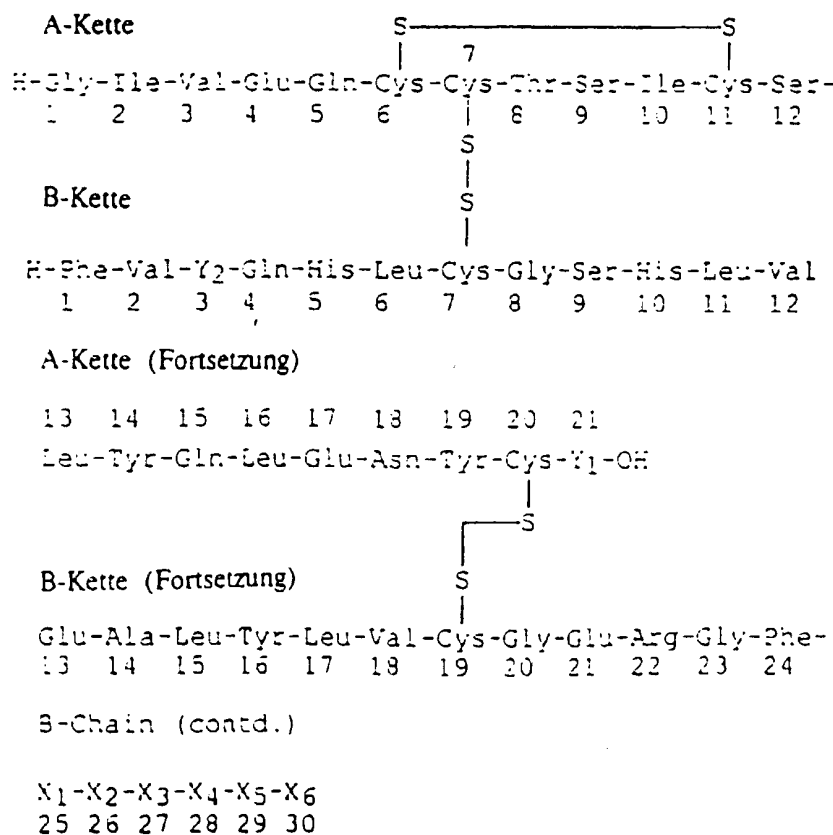 A-Kette S S
7
H-Gly-Ile-Val-Glu-Gln-Cys-Cys-Thr-Ser-Ile-Cys-Ser-
1 2 3 4 5 6 8 9 10 11 12
S
B-Kette S
H-Phe-Val-Y2-Gln-His-Leu-Cys-Gly-Ser-His-Leu-Val
1 2 3 4 5 6 7 8 9 10 11 12
A-Kette (Fortsetzung)
13 14 15 16 17 18 19 20 21
Leu-Tyr-Gln-Leu-Glu-Asn-Tyr-Cys-Y1-OH
S
B-Kette (Fortsetzung) S
Glu-Ala-Leu-Tyr-Leu-Val-Cys-Gly-Glu-Arg-Gly-Phe-
13 14 15 16 17 18 19 20 21 22 23 24
B-Chain (contd.)
X1-X2-X3-X4-X5-X6
25 26 27 28 29 30